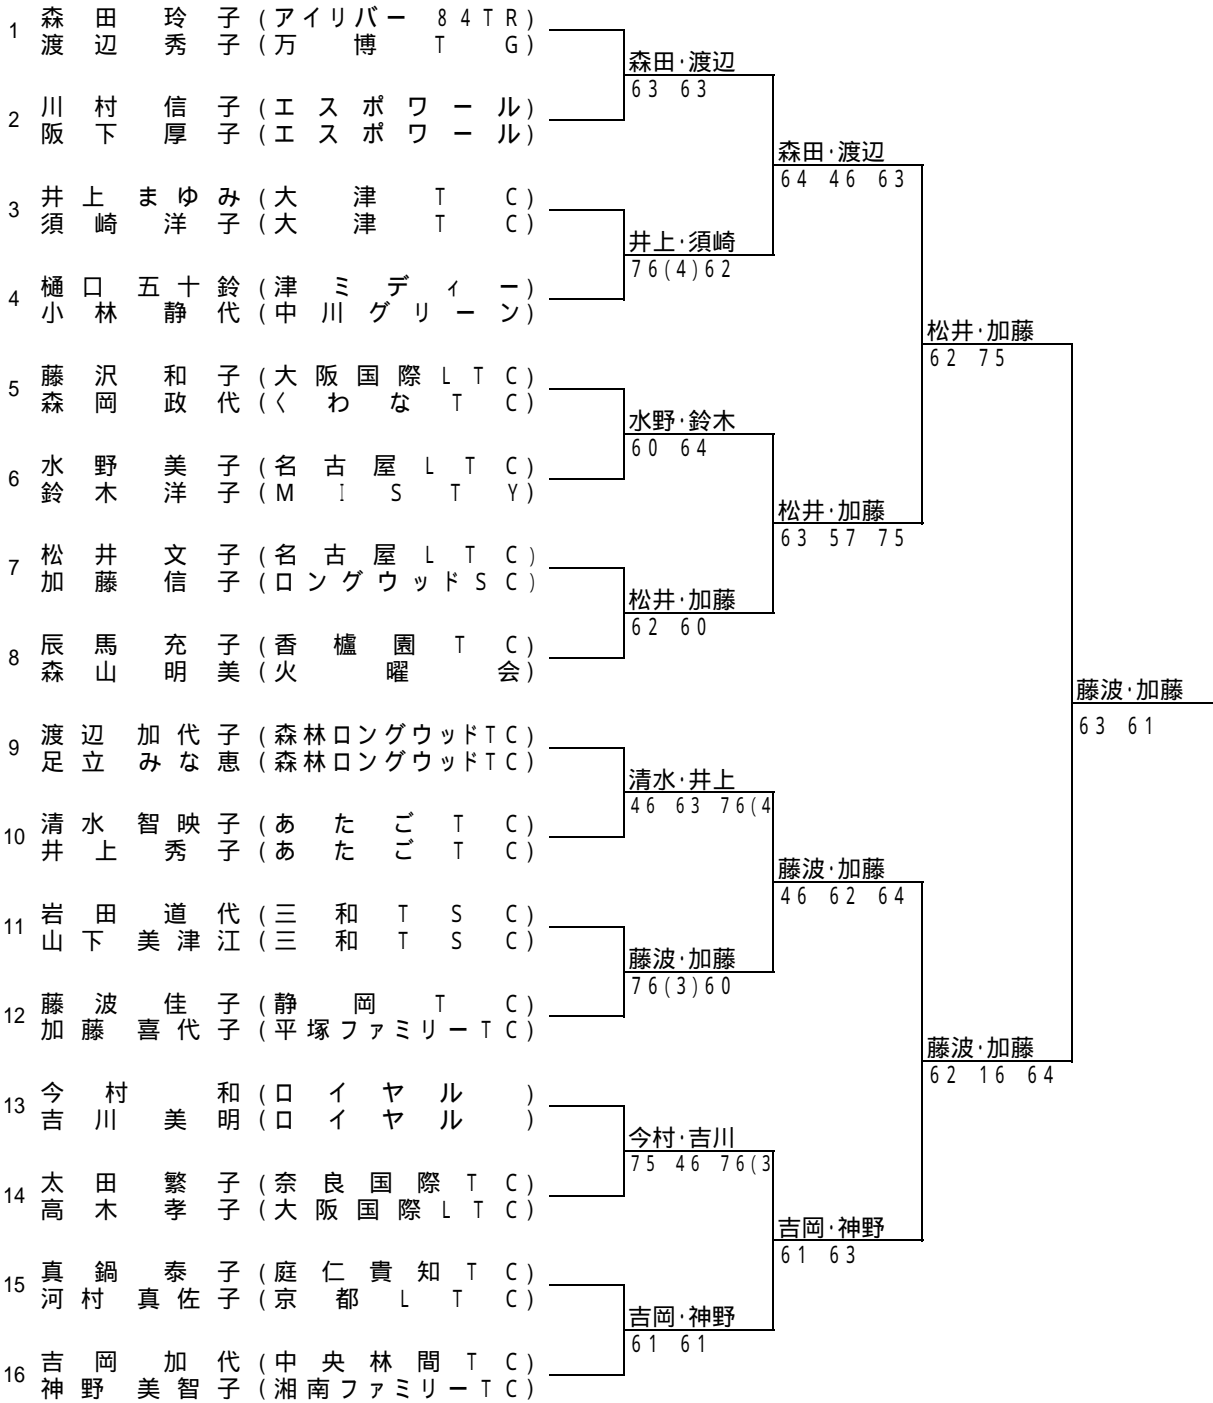 1 森田玲子(アイリバー84TR)
渡辺秀子(万博TG)
2 川村信子(エスポワール)
阪下厚子(エスポワール)
3 井上まゆみ(大津TC)
須崎洋子(大津TC)
4 樋口五十鈴(津ミディー)
小林静代(中川グリーン)
5 藤沢和子(大阪国際LTC)
森岡政代(くわなTC)
6 水野美子(名古屋LTC)
鈴木洋子(MISTY)
7 松井文子(名古屋LTC)
加藤信子(ロングウッドSC)
8 辰馬充子(香櫨園TC)
森山明美(火曜会)
9 渡辺加代子(森林ロングウッドTC)
足立みな恵(森林ロングウッドTC)
10 清水智映子(あたごTC)
井上秀子(あたごTC)
11 岩田道代(三和TSC)
山下美津江(三和TSC)
12 藤波佳子(静岡TC)
加藤喜代子(平塚ファミリーTC)
13 今村和(ロイヤル)
吉川美明(ロイヤル)
14 太田繁子(奈良国際TC)
高木孝子(大阪国際LTC)
15 真鍋泰子(庭仁貴知TC)
河村真佐子(京都LTC)
16 吉岡加代(中央林間TC)
神野美智子(湘南ファミリーTC)
森田·渡辺
63 63
井上·須崎
76(4)62
水野·鈴木
60 64
松井·加藤
62 60
清水·井上
46 63 76(4
藤波·加藤
76(3)60
今村·吉川
75 46 76(3
吉岡·神野
61 61
森田·渡辺
64 46 63
松井·加藤
63 57 75
藤波·加藤
46 62 64
吉岡·神野
61 63
松井·加藤
62 75
藤波·加藤
62 16 64
藤波·加藤
63 61